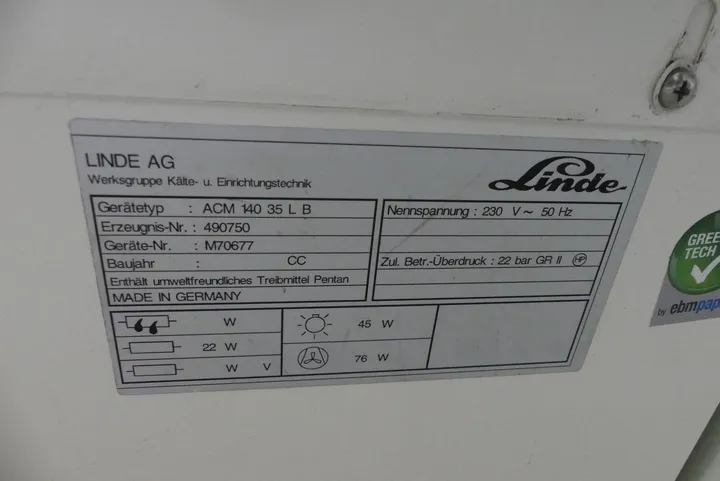 LINDE AG
Werksgruppe Kälte- u. Einrichtungstechnik
Linde
Gerätetyp : ACM 140 35 L B
Erzeugnis-Nr. : 490750
Geräte-Nr. : M70677
Baujahr : CC
Enthält umweltfreundliches Treibmittel Pentan
MADE IN GERMANY
Nennspannung : 230 V ~ 50 Hz
Zul. Betr.-Überdruck : 22 bar GR II HP
W
22 W
W V
45 W
76 W
GREE
TECH
by ebmpap